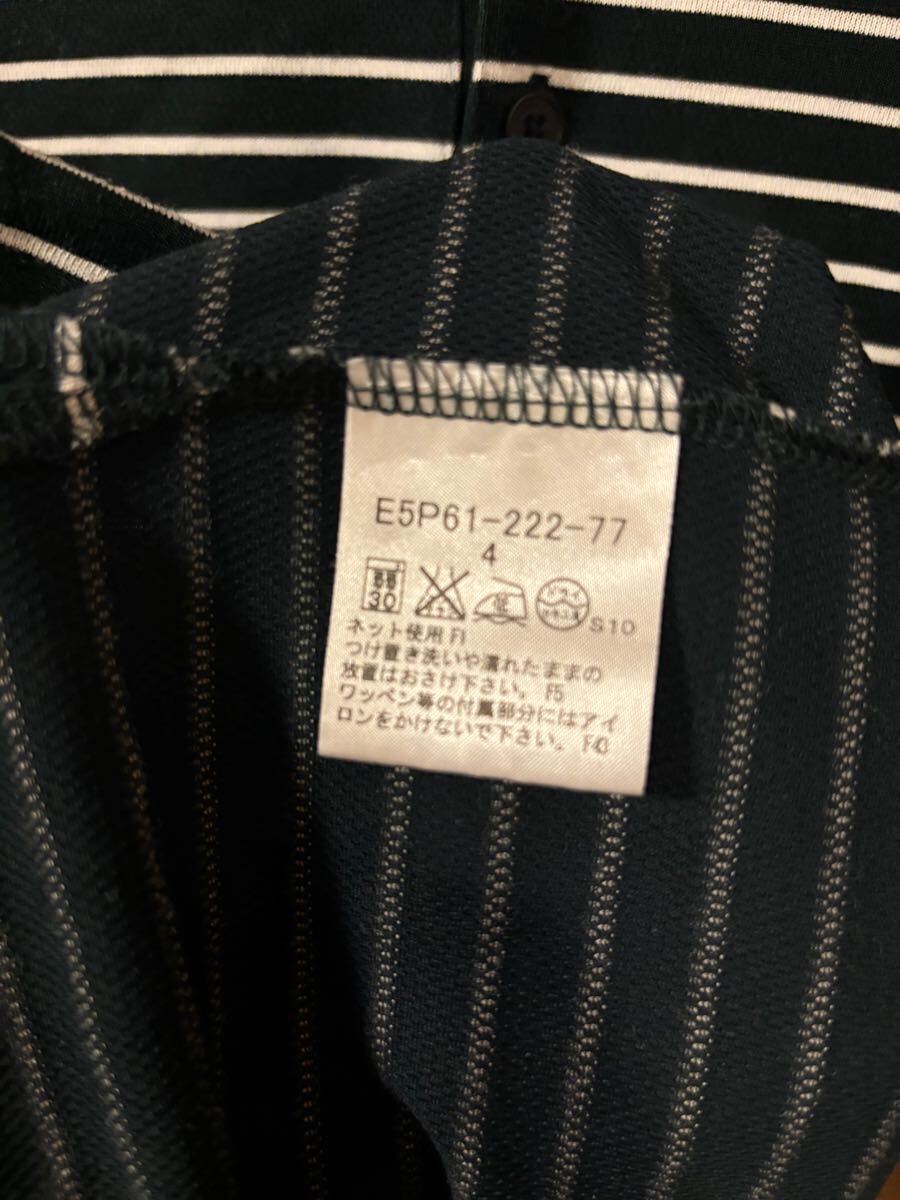 E5P61-222-77
4
30 低 S10
ネット使用 F1
つけ置き洗いや濡れたままの
放置はおさけ下さい。 F5
ワッペン等の付属部分にはアイ
ロンをかけないで下さい。 F40